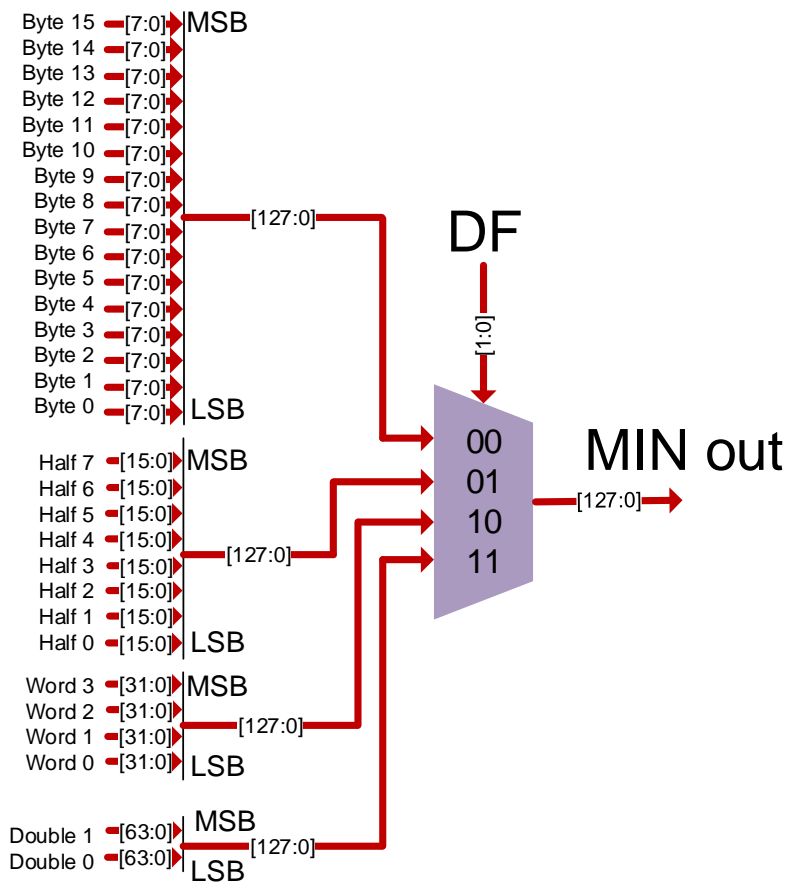 Byte 15 [7:0] MSB
Byte 14 [7:0]
Byte 13 [7:0]
Byte 12 [7:0]
Byte 11 [7:0]
Byte 10 [7:0]
Byte 9 [7:0]
Byte 8 [7:0]
Byte 7 [7:0]
Byte 6 [7:0]
Byte 5 [7:0]
Byte 4 [7:0]
Byte 3 [7:0]
Byte 2 [7:0]
Byte 1 [7:0]
Byte 0 [7:0] LSB
[127:0]
Half 7 [15:0] MSB
Half 6 [15:0]
Half 5 [15:0]
Half 4 [15:0]
Half 3 [15:0]
Half 2 [15:0]
Half 1 [15:0]
Half 0 [15:0] LSB
[127:0]
Word 3 [31:0] MSB
Word 2 [31:0]
Word 1 [31:0]
Word 0 [31:0] LSB
[127:0]
Double 1 [63:0] MSB
Double 0 [63:0] LSB
[127:0]
DF
[1:0]
00
01
10
11
MIN out
[127:0]